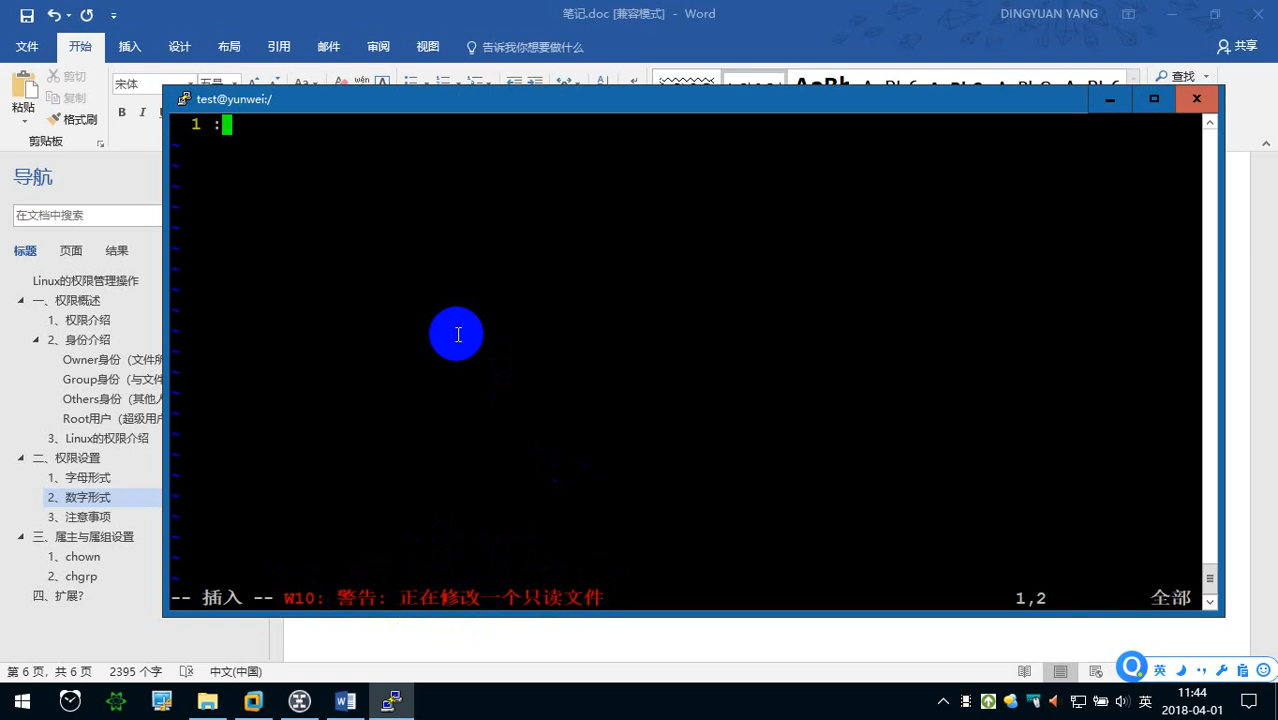 笔记.doc [兼容模式] - Word
DINGYUAN YANG
文件
开始
插入
设计
布局
引用
邮件
审阅
视图
告诉我你想要做什么
共享
粘贴
剪切
复制
格式刷
剪贴板
宋体
五号
B I
查找
导航
在文档中搜索
标题
页面
结果
Linux的权限管理操作
一、权限概述
1、权限介绍
2、身份介绍
Owner身份（文件所
Group身份（与文件
Others身份（其他人
Root用户（超级用户
3、Linux的权限介绍
二、权限设置
1、字母形式
2、数字形式
3、注意事项
三、属主与属组设置
1、chown
2、chgrp
四、扩展?
test@yunwei:/
1 :
-- 插入 -- W10: 警告: 正在修改一个只读文件
1,2
全部
第 6 页，共 6 页
2395 个字
中文(中国)
英
英
11:44
2018-04-01